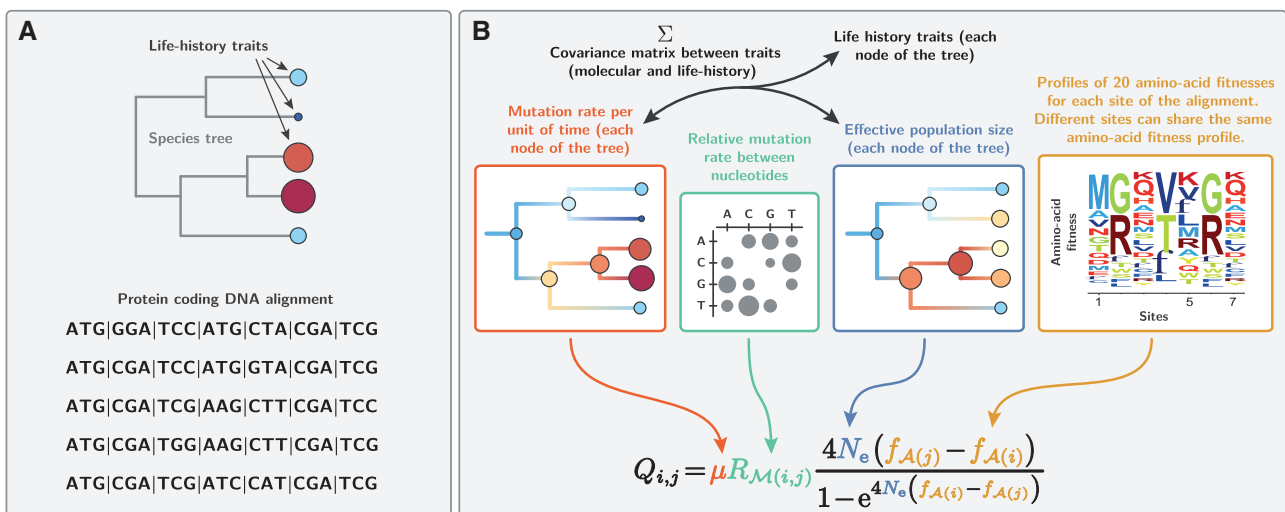 A
Life-history traits
Species tree
Protein coding DNA alignment
ATG|GGA|TCC|ATG|CTA|CGA|TCG
ATG|CGA|TCC|ATG|GTA|CGA|TCG
ATG|CGA|TCG|AAG|CTT|CGA|TCC
ATG|CGA|TGG|AAG|CTT|CGA|TCG
ATG|CGA|TCG|ATC|CAT|CGA|TCG
B
∑
Covariance matrix between traits
(molecular and life-history)
Life history traits (each
node of the tree)
Mutation rate per
unit of time (each
node of the tree)
Relative mutation
rate between
nucleotides
Effective population size
(each node of the tree)
Profiles of 20 amino-acid fitnesses
for each site of the alignment.
Different sites can share the same
amino-acid fitness profile.
A C G T
A
C
G
T
Amino-acid
fitness
M G V G
R T R
1 5 7
Sites
Q_{i,j} = μ R_{ℳ(i,j)} \frac{4N_e(f_{𝒜(j)} − f_{𝒜(i)})}{1 − e^{4N_e(f_{𝒜(i)} − f_{𝒜(j)})}}